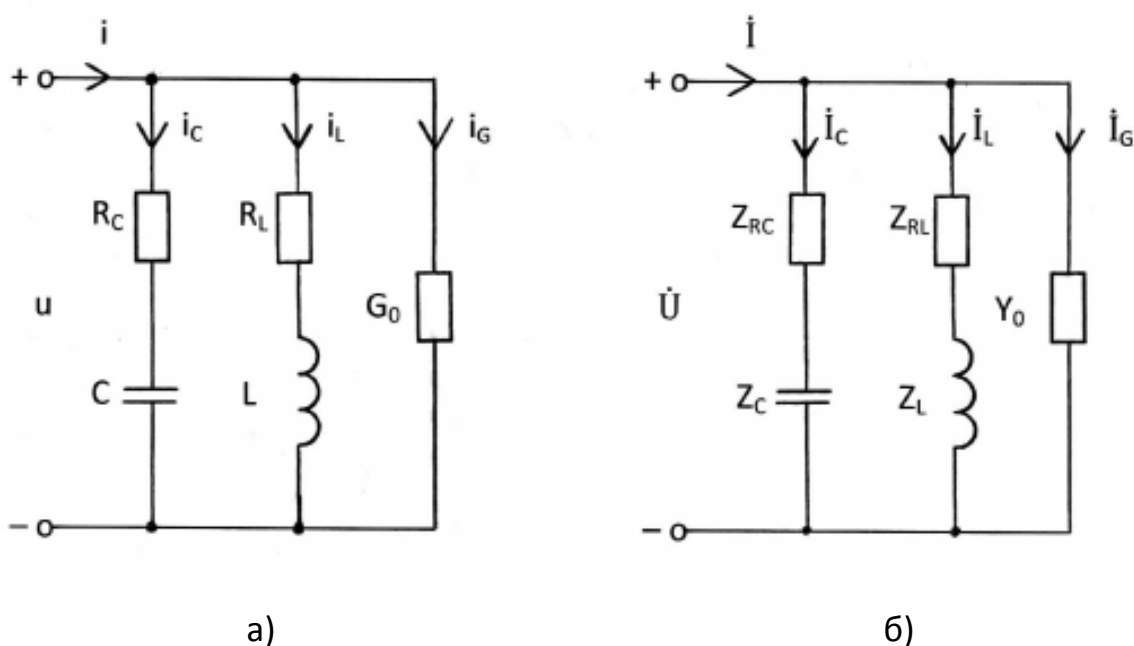 i İ
+ +
i_C i_L i_G İ_C İ_L İ_G
R_C R_L Z_RC Z_RL
u G_0 U̇ Y_0
C L Z_C Z_L
− −
а) б)